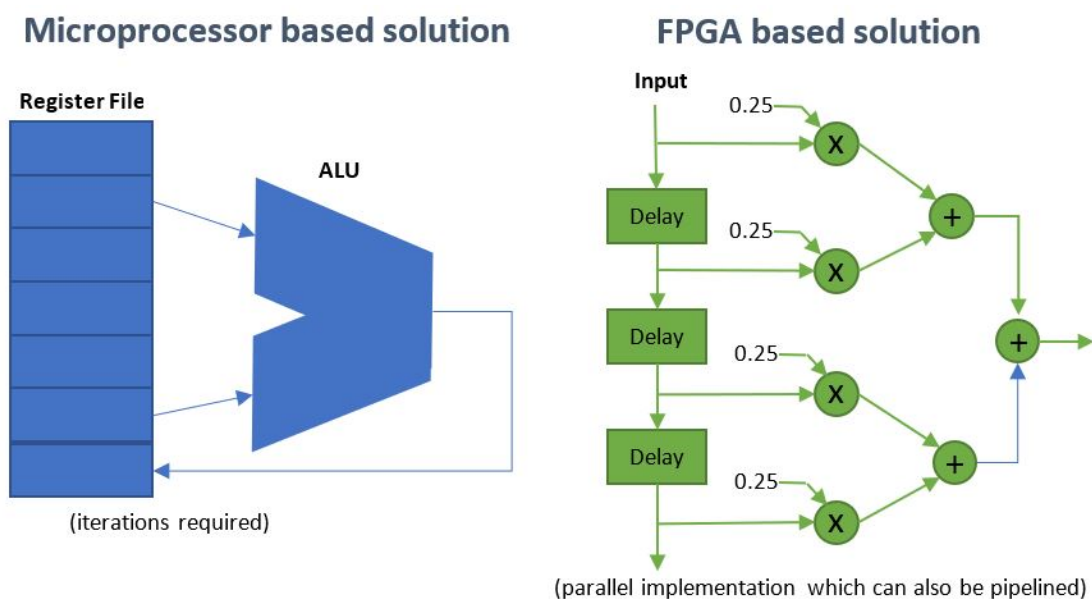 Microprocessor based solution
Register File
ALU
(iterations required)
FPGA based solution
Input
0.25
X
Delay
+
0.25
X
Delay
+
0.25
X
Delay
+
0.25
X
(parallel implementation which can also be pipelined)